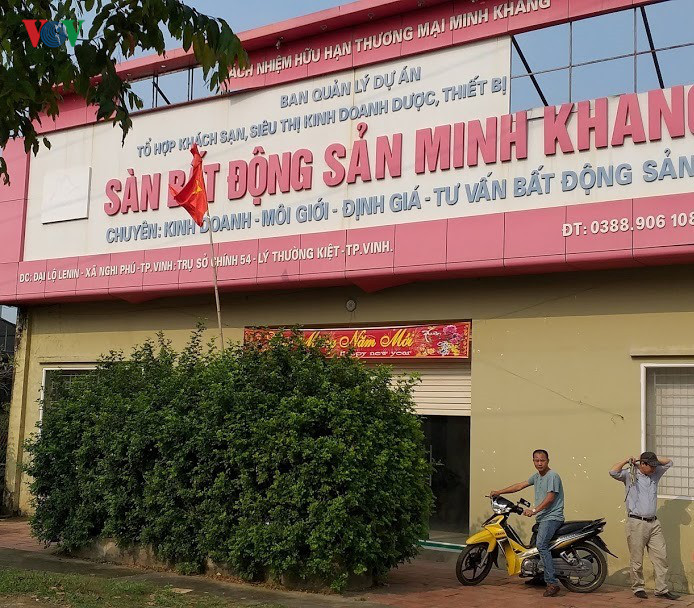 VOV
ÁCH NHIỆM HỮU HẠN THƯƠNG MẠI MINH KHANG
BAN QUẢN LÝ DỰ ÁN
TỔ HỢP KHÁCH SẠN, SIÊU THỊ KINH DOANH DƯỢC, THIẾT BỊ
SÀN BẤT ĐỘNG SẢN MINH KHANG
CHUYÊN: KINH DOANH - MÔI GIỚI - ĐỊNH GIÁ - TƯ VẤN BẤT ĐỘNG SẢN
ĐT: 0388.906 108
ĐC: ĐẠI LỘ LENIN - XÃ NGHI PHÚ - TP.VINH: TRỤ SỞ CHÍNH 54 - LÝ THƯỜNG KIỆT- TP.VINH.
Năm Mới
happy new year